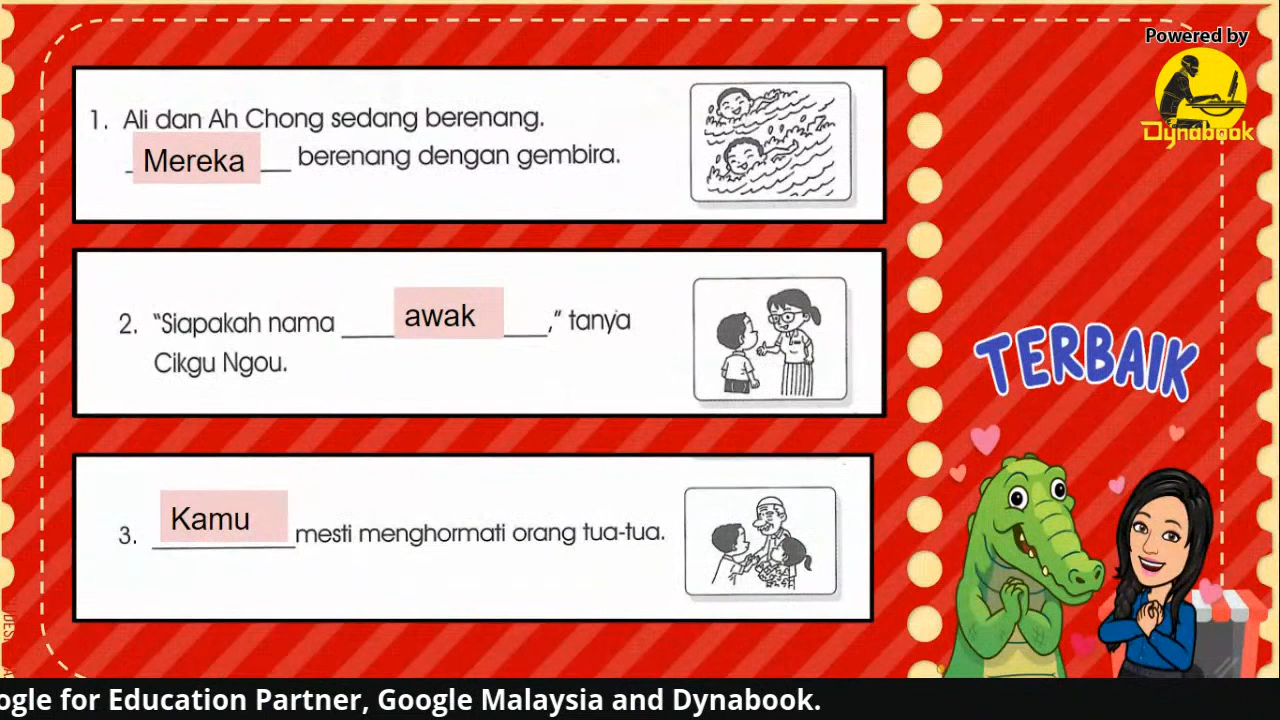 Powered by
Dynabook
1. Ali dan Ah Chong sedang berenang.
Mereka berenang dengan gembira.
2. “Siapakah nama awak,” tanya
Cikgu Ngou.
3. Kamu mesti menghormati orang tua-tua.
TERBAIK
ogle for Education Partner, Google Malaysia and Dynabook.